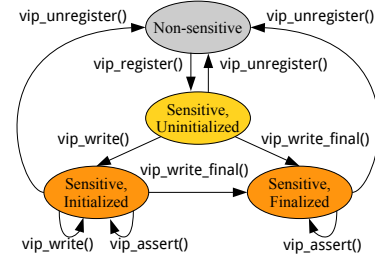 vip_unregister()
vip_unregister()
Non-sensitive
vip_register()
vip_unregister()
Sensitive,
Uninitialized
vip_write()
vip_write_final()
vip_write_final()
Sensitive,
Initialized
Sensitive,
Finalized
vip_write()
vip_assert()
vip_assert()